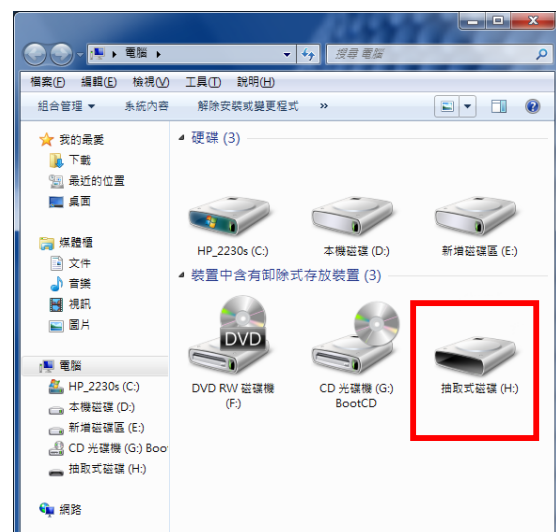 電腦
搜尋 電腦
檔案(F) 編輯(E) 檢視(V) 工具(T) 說明(H)
組合管理 系統內容 解除安裝或變更程式 »
我的最愛
下載
最近的位置
桌面
媒體櫃
文件
音樂
視訊
圖片
電腦
HP_2230s (C:)
本機磁碟 (D:)
新增磁碟區 (E:)
CD 光碟機 (G:) Boo
抽取式磁碟 (H:)
網路
硬碟 (3)
HP_2230s (C:)
本機磁碟 (D:)
新增磁碟區 (E:)
裝置中含有卸除式存放裝置 (3)
DVD
DVD RW 磁碟機
(F:)
CD 光碟機 (G:)
BootCD
抽取式磁碟 (H:)